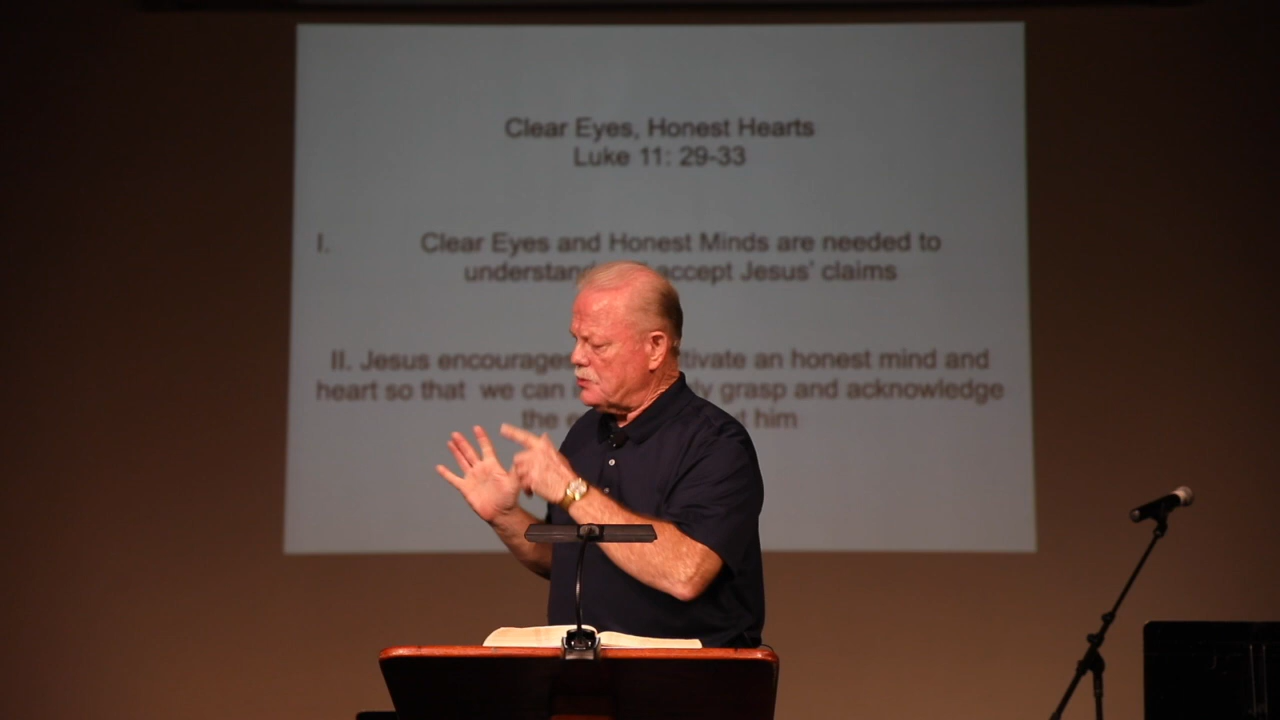 Clear Eyes, Honest Hearts
Luke 11: 29-33
I. Clear Eyes and Honest Minds are needed to
understand accept Jesus' claims
II. Jesus encourages an honest mind and
heart so that we can grasp and acknowledge
the him